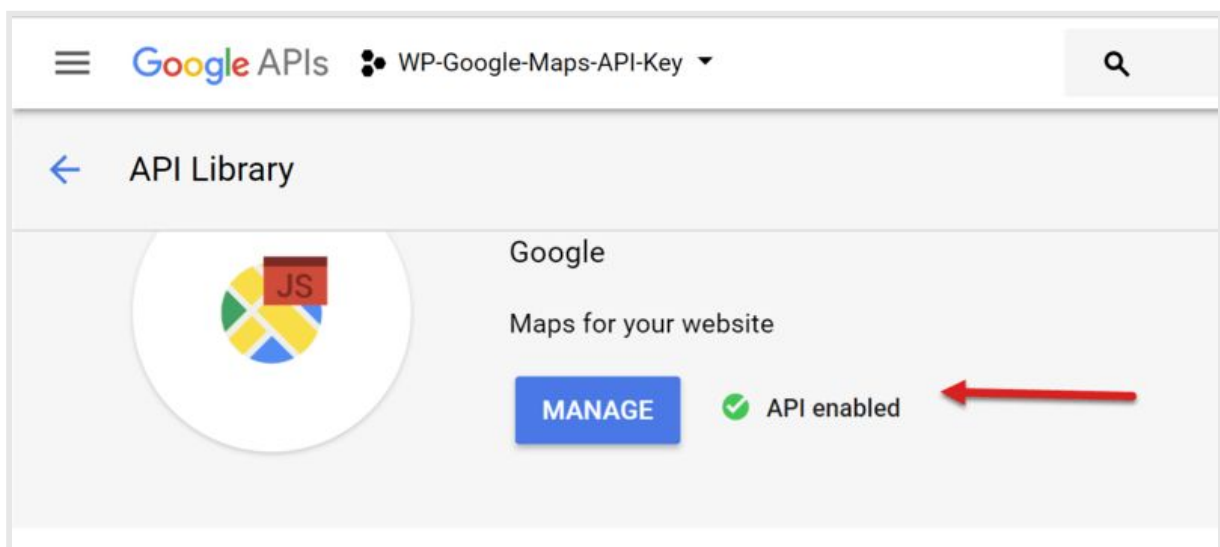 Google APIs WP-Google-Maps-API-Key
API Library
JS
Google
Maps for your website
MANAGE API enabled